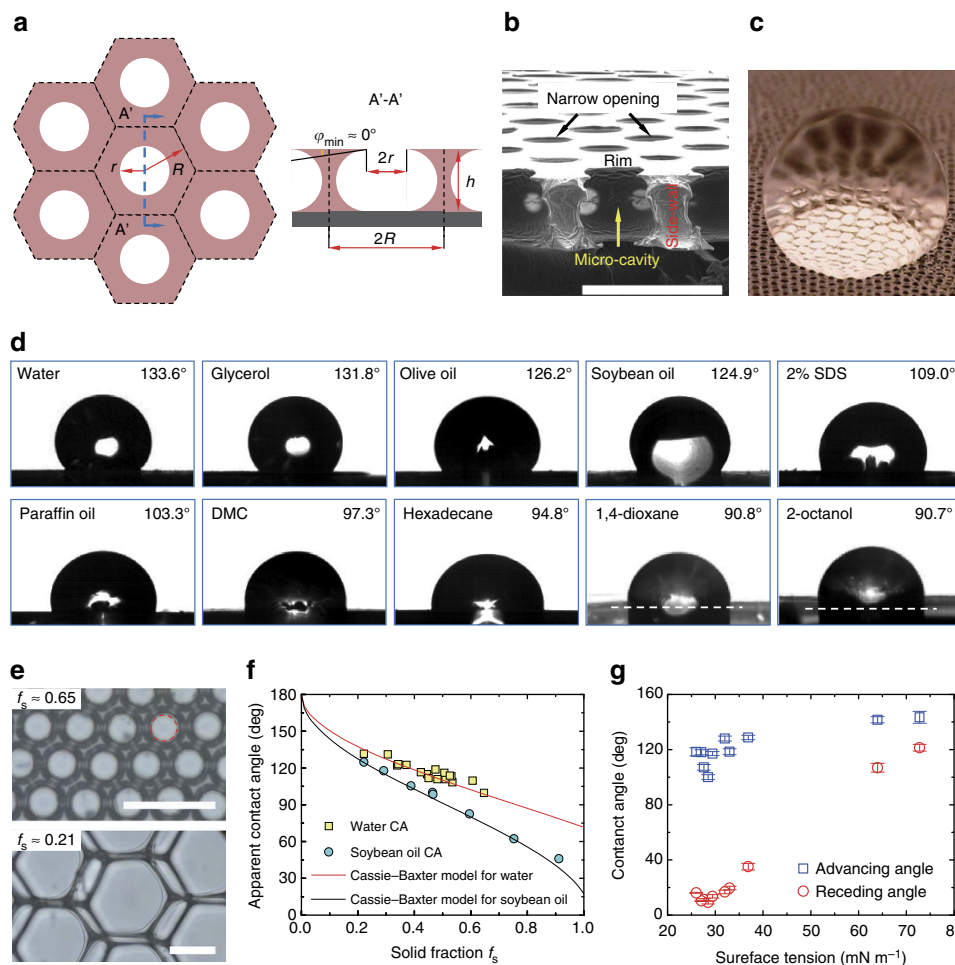 a
A'
r
R
A'
A'-A'
φmin ≈ 0°
2r
h
2R
b
Narrow opening
Rim
Side-wall
Micro-cavity
c
d
Water 133.6°
Glycerol 131.8°
Olive oil 126.2°
Soybean oil 124.9°
2% SDS 109.0°
Paraffin oil 103.3°
DMC 97.3°
Hexadecane 94.8°
1,4-dioxane 90.8°
2-octanol 90.7°
e
fs ≈ 0.65
fs ≈ 0.21
f
Apparent contact angle (deg)
180
150
120
90
60
30
0
Water CA
Soybean oil CA
Cassie–Baxter model for water
Cassie–Baxter model for soybean oil
0.0 0.2 0.4 0.6 0.8 1.0
Solid fraction fs
g
Contanct angle (deg)
160
120
80
40
0
Advancing angle
Receding angle
20 30 40 50 60 70 80
Sureface tension (mN m⁻¹)